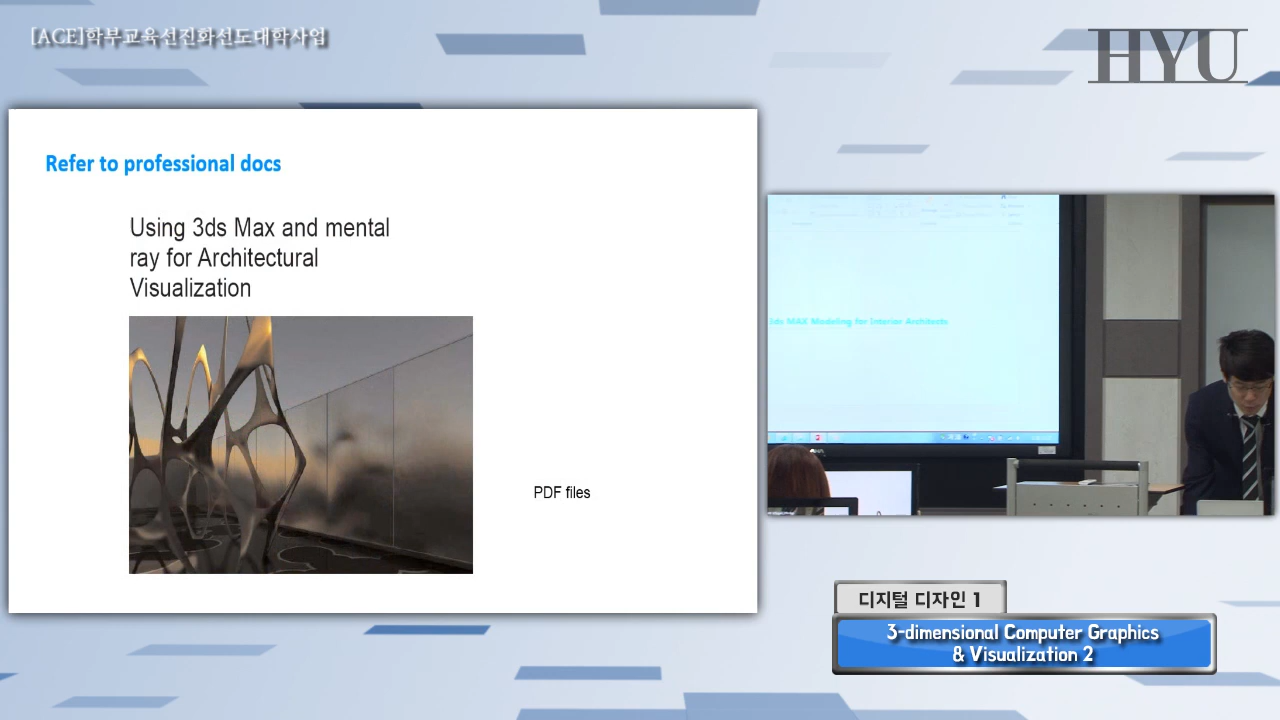 [ACE]학부교육선진화선도대학사업
HYU
Refer to professional docs
Using 3ds Max and mental
ray for Architectural
Visualization
PDF files
3ds MAX Modeling for Interior Architects
디지털 디자인 1
3-dimensional Computer Graphics
& Visualization 2